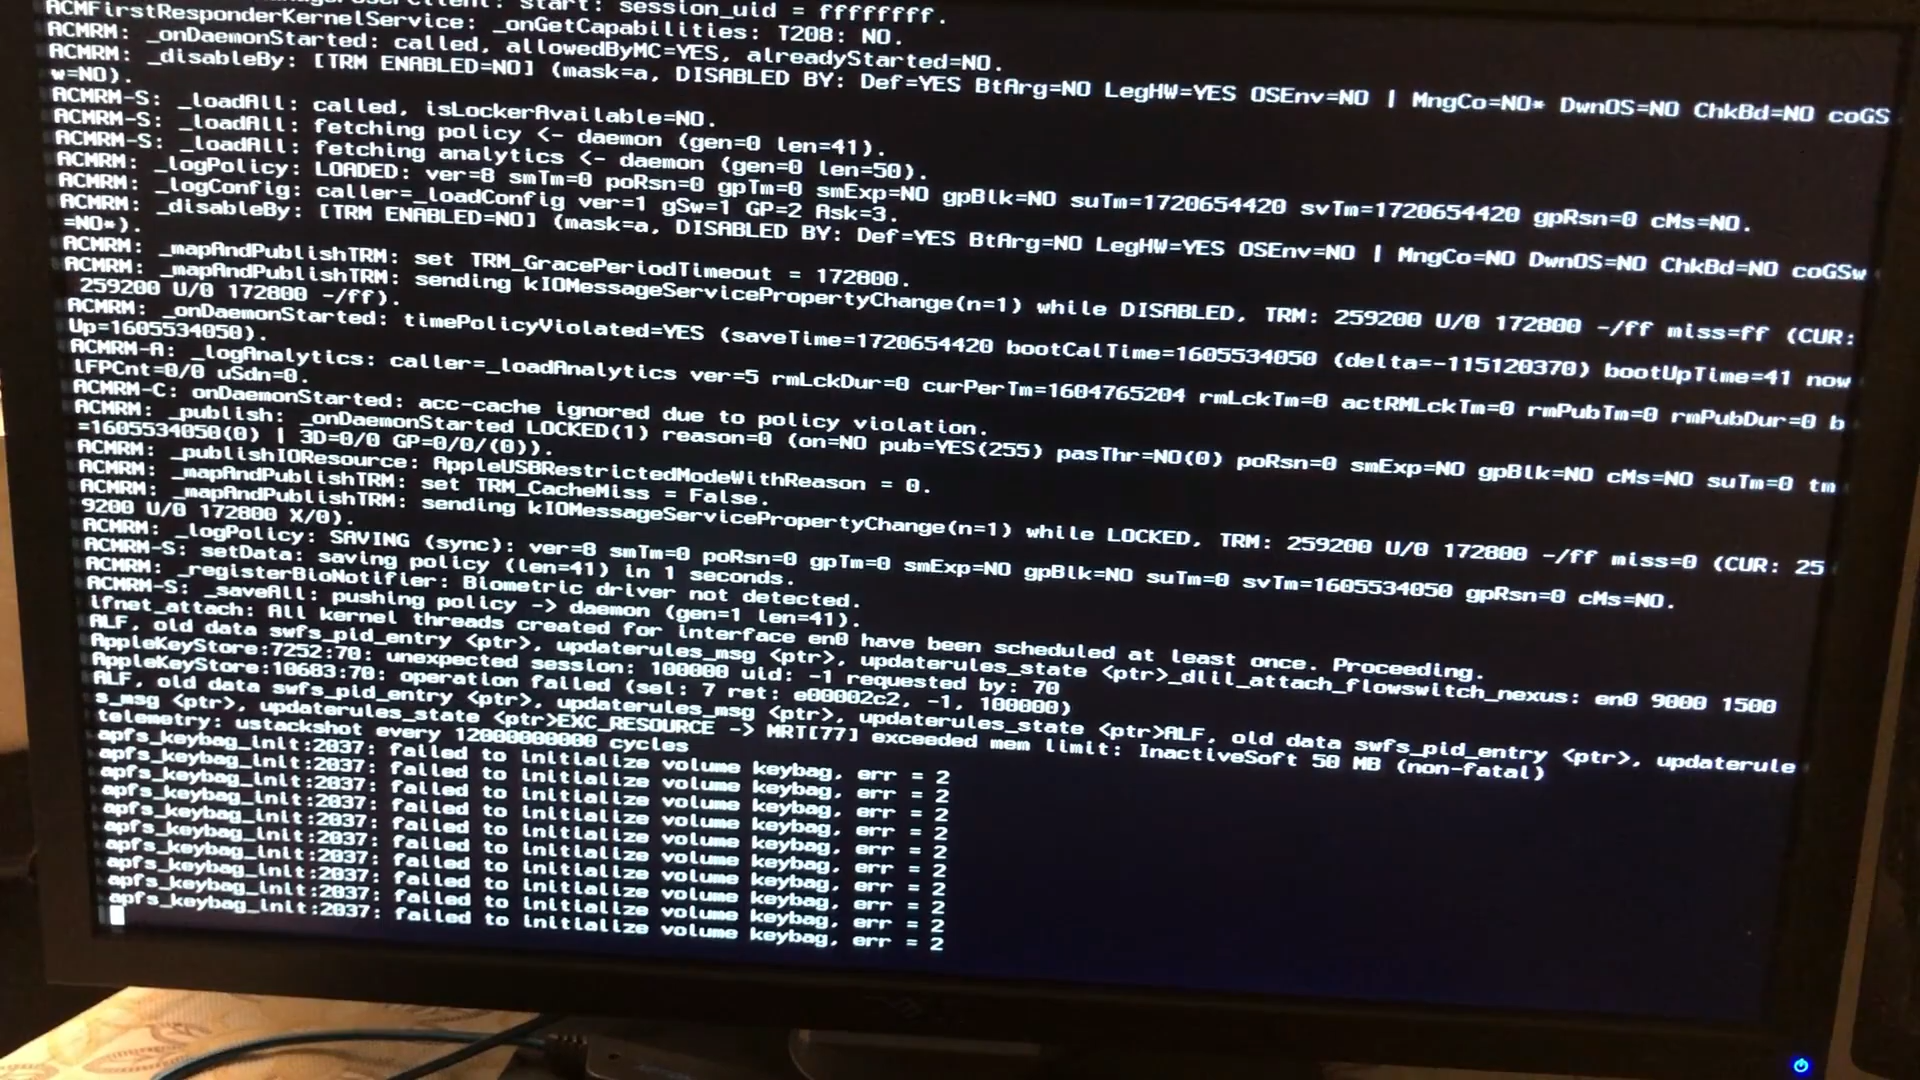 start: session_uid = ffffffff.
ACMFirstResponderKernelService: _onGetCapabilities: T208: NO.
ACMRM: _onDaemonStarted: called, allowedByMC=YES, alreadyStarted=NO.
ACMRM: _disableBy: [TRM ENABLED=NO] (mask=a, DISABLED BY: Def=YES BtArg=NO LegHW=YES OSEnv=NO | MngCo=NO* DwnOS=NO ChkBd=NO coGS
w=NO).
ACMRM-S: _loadAll: called, isLockerAvailable=NO.
ACMRM-S: _loadAll: fetching policy <- daemon (gen=0 len=41).
ACMRM-S: _loadAll: fetching analytics <- daemon (gen=0 len=50).
ACMRM: _logPolicy: LOADED: ver=8 smTm=0 poRsn=0 gpTm=0 smExp=NO gpBlk=NO suTm=1720654420 svTm=1720654420 gpRsn=0 cMs=NO.
ACMRM: _logConfig: caller=_loadConfig ver=1 gSw=1 GP=2 Ask=3.
ACMRM: _disableBy: [TRM ENABLED=NO] (mask=a, DISABLED BY: Def=YES BtArg=NO LegHW=YES OSEnv=NO | MngCo=NO DwnOS=NO ChkBd=NO coGSw
=NO*).
ACMRM: _mapAndPublishTRM: set TRM_GracePeriodTimeout = 172800.
ACMRM: _mapAndPublishTRM: sending kIOMessageServicePropertyChange(n=1) while DISABLED, TRM: 259200 U/0 172800 -/ff miss=ff (CUR:
259200 U/0 172800 -/ff).
ACMRM: _onDaemonStarted: timePolicyViolated=YES (saveTime=1720654420 bootCalTime=1605534050 (delta=-115120370) bootUpTime=41 now
Up=1605534050).
ACMRM-A: _logAnalytics: caller=_loadAnalytics ver=5 rmLckDur=0 curPerTm=1604765204 rmLckTm=0 actRMLckTm=0 rmPubTm=0 rmPubDur=0 b
lFPCnt=0/0 uSdn=0.
ACMRM-C: onDaemonStarted: acc-cache ignored due to policy violation.
ACMRM: _publish: _onDaemonStarted LOCKED(1) reason=0 (on=NO pub=YES(255) pasThr=NO(0) poRsn=0 smExp=NO gpBlk=NO cMs=NO suTm=0 tm
=1605534050(0) | 3D=0/0 GP=0/0/(0)).
ACMRM: _publishIOResource: AppleUSBRestrictedModeWithReason = 0.
ACMRM: _mapAndPublishTRM: set TRM_CacheMiss = False.
ACMRM: _mapAndPublishTRM: sending kIOMessageServicePropertyChange(n=1) while LOCKED, TRM: 259200 U/0 172800 -/ff miss=0 (CUR: 25
9200 U/0 172800 X/0).
ACMRM: _logPolicy: SAVING (sync): ver=8 smTm=0 poRsn=0 gpTm=0 smExp=NO gpBlk=NO suTm=0 svTm=1605534050 gpRsn=0 cMs=NO.
ACMRM-S: setData: saving policy (len=41) in 1 seconds.
ACMRM: _registerBioNotifier: Biometric driver not detected.
ACMRM-S: _saveAll: pushing policy -> daemon (gen=1 len=41).
ifnet_attach: All kernel threads created for interface en0 have been scheduled at least once. Proceeding.
ALF, old data swfs_pid_entry <ptr>, updaterules_msg <ptr>, updaterules_state <ptr>_dlil_attach_flowswitch_nexus: en0 9000 1500
AppleKeyStore:7252:70: unexpected session: 100000 uid: -1 requested by: 70
AppleKeyStore:10683:70: operation failed (sel: 7 ret: e00002c2, -1, 100000)
ALF, old data swfs_pid_entry <ptr>, updaterules_msg <ptr>, updaterules_state <ptr>ALF, old data swfs_pid_entry <ptr>, updaterule
s_msg <ptr>, updaterules_state <ptr>EXC_RESOURCE -> MRT[77] exceeded mem limit: InactiveSoft 50 MB (non-fatal)
telemetry: ustackshot every 12000000000 cycles
apfs_keybag_init:2037: failed to initialize volume keybag, err = 2
apfs_keybag_init:2037: failed to initialize volume keybag, err = 2
apfs_keybag_init:2037: failed to initialize volume keybag, err = 2
apfs_keybag_init:2037: failed to initialize volume keybag, err = 2
apfs_keybag_init:2037: failed to initialize volume keybag, err = 2
apfs_keybag_init:2037: failed to initialize volume keybag, err = 2
apfs_keybag_init:2037: failed to initialize volume keybag, err = 2
apfs_keybag_init:2037: failed to initialize volume keybag, err = 2
apfs_keybag_init:2037: failed to initialize volume keybag, err = 2
apfs_keybag_init:2037: failed to initialize volume keybag, err = 2